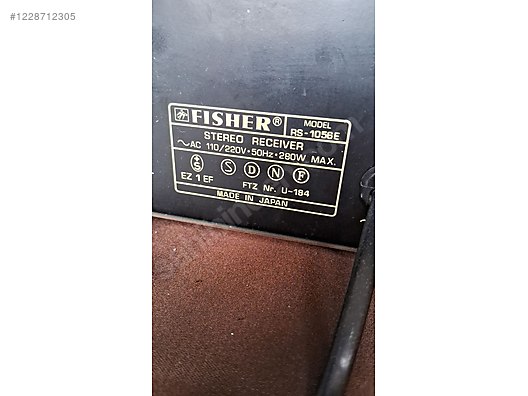 #1228712305
FISHER®
MODEL
RS-1056E
STEREO RECEIVER
~AC 110/220V·50Hz·280W MAX.
S S D N F
EZ 1 EF
FTZ Nr. U-184
MADE IN JAPAN